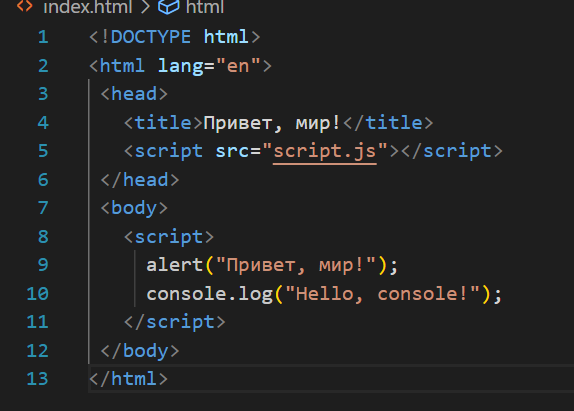 index.html > html
1 <!DOCTYPE html>
2 <html lang="en">
3 <head>
4 <title>Привет, мир!</title>
5 <script src="script.js"></script>
6 </head>
7 <body>
8 <script>
9 alert("Привет, мир!");
10 console.log("Hello, console!");
11 </script>
12 </body>
13 </html>